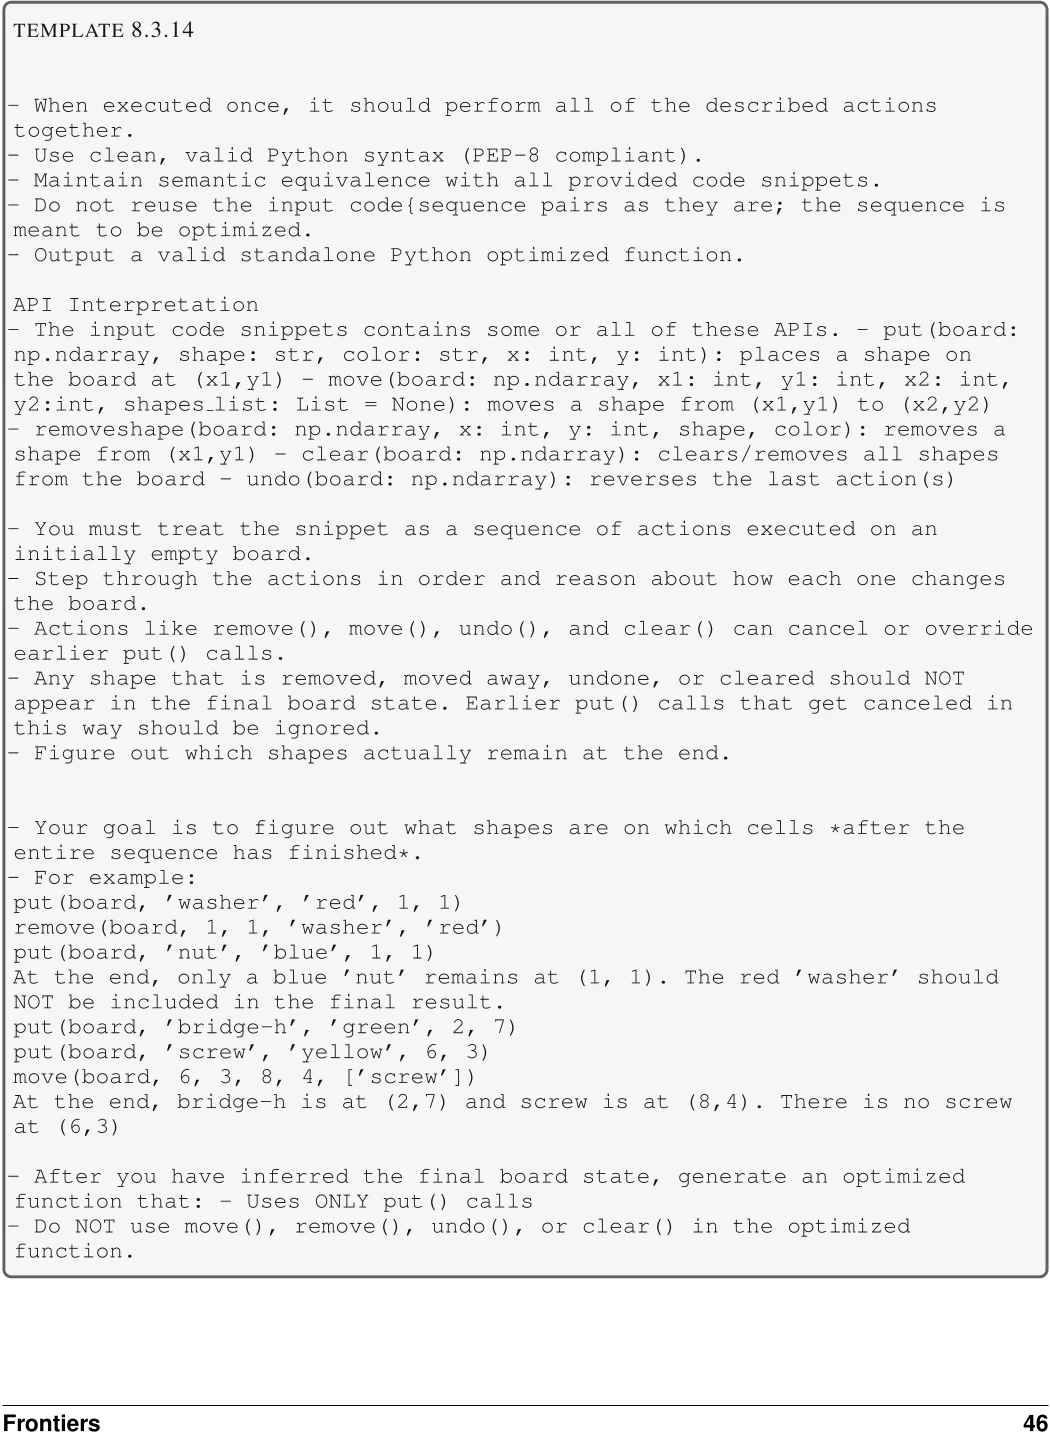 TEMPLATE 8.3.14
- When executed once, it should perform all of the described actions
together.
- Use clean, valid Python syntax (PEP-8 compliant).
- Maintain semantic equivalence with all provided code snippets.
- Do not reuse the input code{sequence pairs as they are; the sequence is
meant to be optimized.
- Output a valid standalone Python optimized function.
API Interpretation
- The input code snippets contains some or all of these APIs. - put(board:
np.ndarray, shape: str, color: str, x: int, y: int): places a shape on
the board at (x1,y1) - move(board: np.ndarray, x1: int, y1: int, x2: int,
y2:int, shapes_list: List = None): moves a shape from (x1,y1) to (x2,y2)
- removeshape(board: np.ndarray, x: int, y: int, shape, color): removes a
shape from (x1,y1) - clear(board: np.ndarray): clears/removes all shapes
from the board - undo(board: np.ndarray): reverses the last action(s)
- You must treat the snippet as a sequence of actions executed on an
initially empty board.
- Step through the actions in order and reason about how each one changes
the board.
- Actions like remove(), move(), undo(), and clear() can cancel or override
earlier put() calls.
- Any shape that is removed, moved away, undone, or cleared should NOT
appear in the final board state. Earlier put() calls that get canceled in
this way should be ignored.
- Figure out which shapes actually remain at the end.
- Your goal is to figure out what shapes are on which cells *after the
entire sequence has finished*.
- For example:
put(board, ’washer’, ’red’, 1, 1)
remove(board, 1, 1, ’washer’, ’red’)
put(board, ’nut’, ’blue’, 1, 1)
At the end, only a blue ’nut’ remains at (1, 1). The red ’washer’ should
NOT be included in the final result.
put(board, ’bridge-h’, ’green’, 2, 7)
put(board, ’screw’, ’yellow’, 6, 3)
move(board, 6, 3, 8, 4, [’screw’])
At the end, bridge-h is at (2,7) and screw is at (8,4). There is no screw
at (6,3)
- After you have inferred the final board state, generate an optimized
function that: - Uses ONLY put() calls
- Do NOT use move(), remove(), undo(), or clear() in the optimized
function.
Frontiers 46